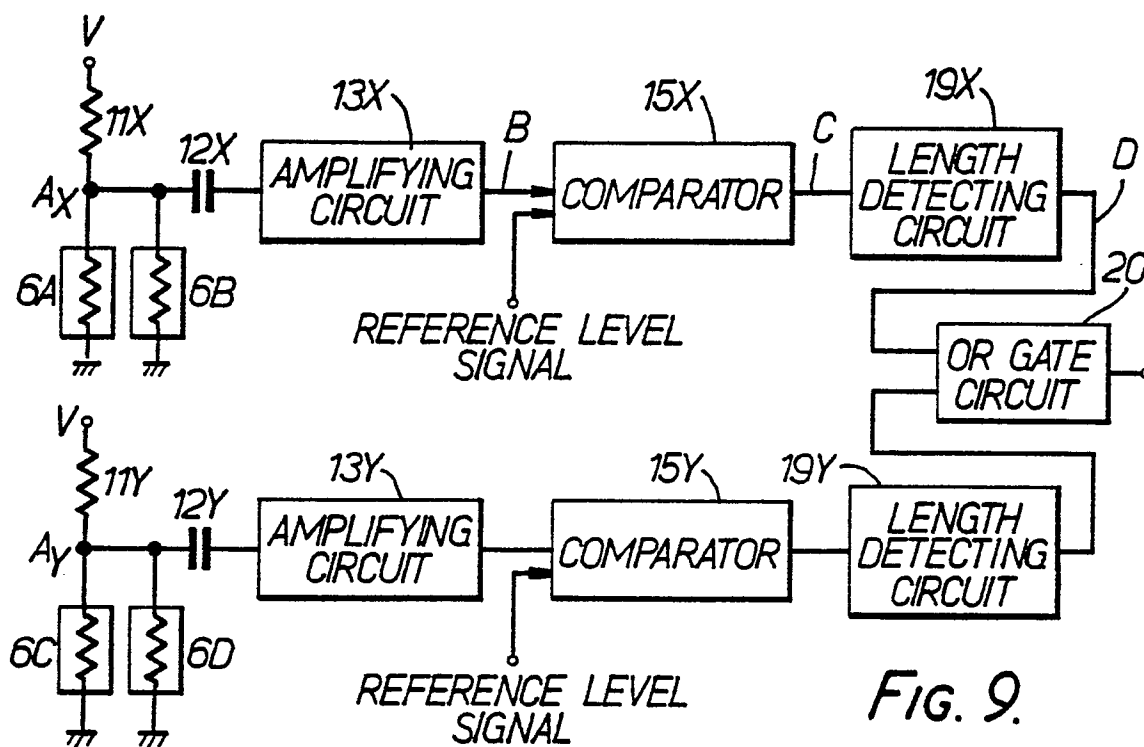 V
11X
12X
13X
B
15X
C
19X
D
AX
AMPLIFYING
CIRCUIT
COMPARATOR
LENGTH
DETECTING
CIRCUIT
6A
6B
REFERENCE LEVEL
SIGNAL
20
OR GATE
CIRCUIT
V
11Y
12Y
13Y
15Y
19Y
AY
AMPLIFYING
CIRCUIT
COMPARATOR
LENGTH
DETECTING
CIRCUIT
6C
6D
REFERENCE LEVEL
SIGNAL
FIG. 9.